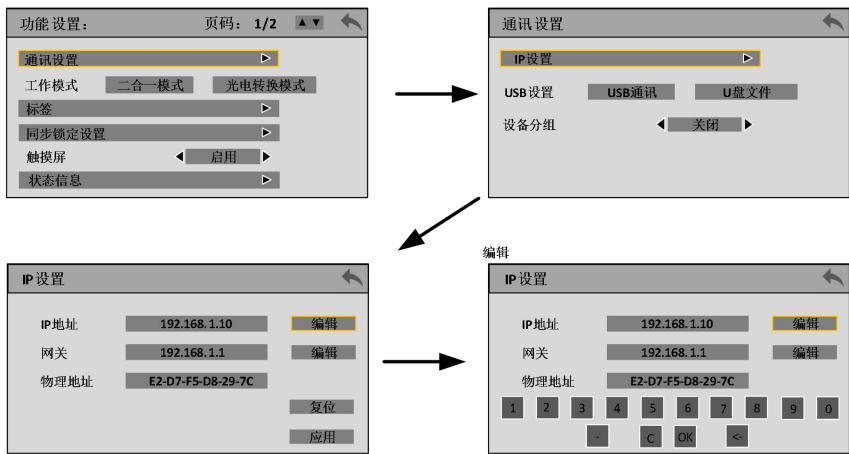 功能设置： 页码： 1/2
通讯设置
工作模式 二合一模式 光电转换模式
标签
同步锁定设置
触摸屏 启用
状态信息
通讯设置
IP设置
USB设置 USB通讯 U盘文件
设备分组 关闭
IP设置
IP地址 192.168.1.10 编辑
网关 192.168.1.1 编辑
物理地址 E2-D7-F5-D8-29-7C
复位
应用
编辑
IP设置
IP地址 192.168.1.10 编辑
网关 192.168.1.1 编辑
物理地址 E2-D7-F5-D8-29-7C
1 2 3 4 5 6 7 8 9 0
. C OK <-